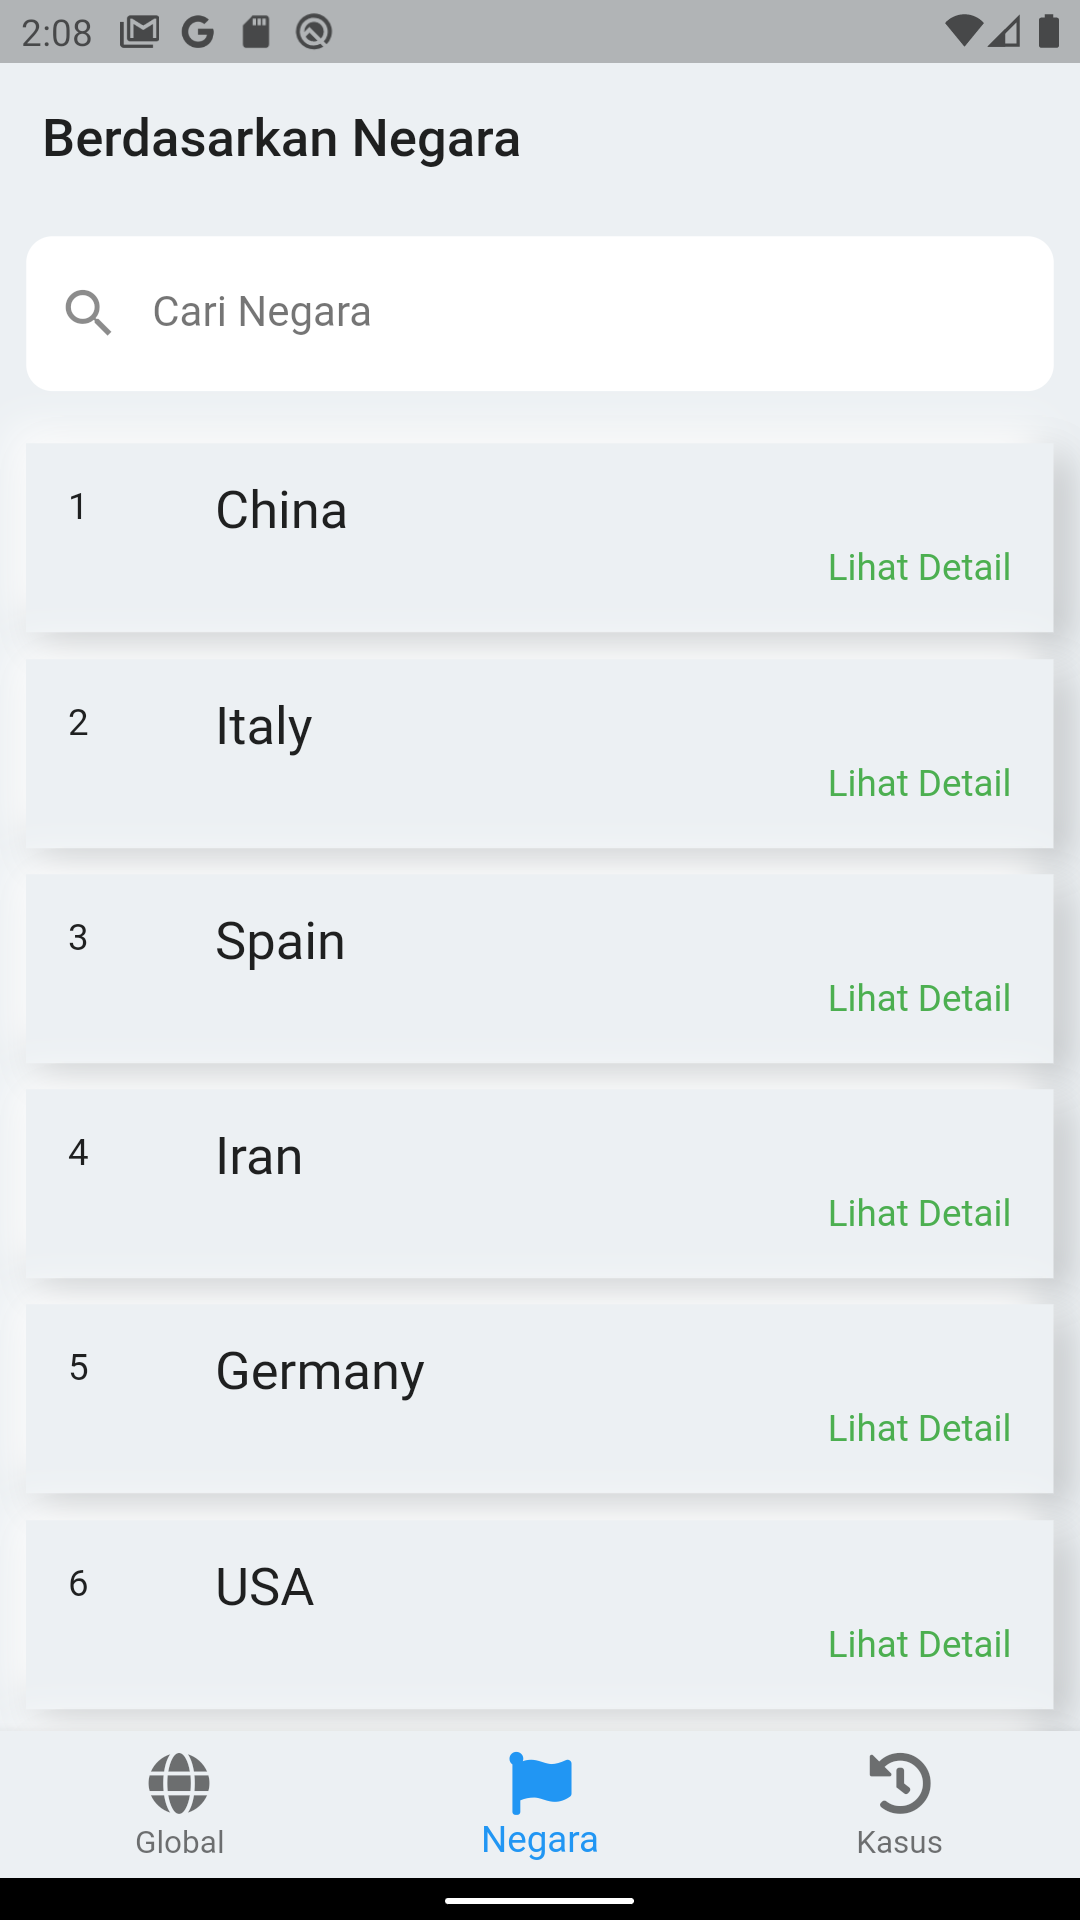 2:08
Berdasarkan Negara
Cari Negara
1
China
Lihat Detail
2
Italy
Lihat Detail
3
Spain
Lihat Detail
4
Iran
Lihat Detail
5
Germany
Lihat Detail
6
USA
Lihat Detail
Global
Negara
Kasus